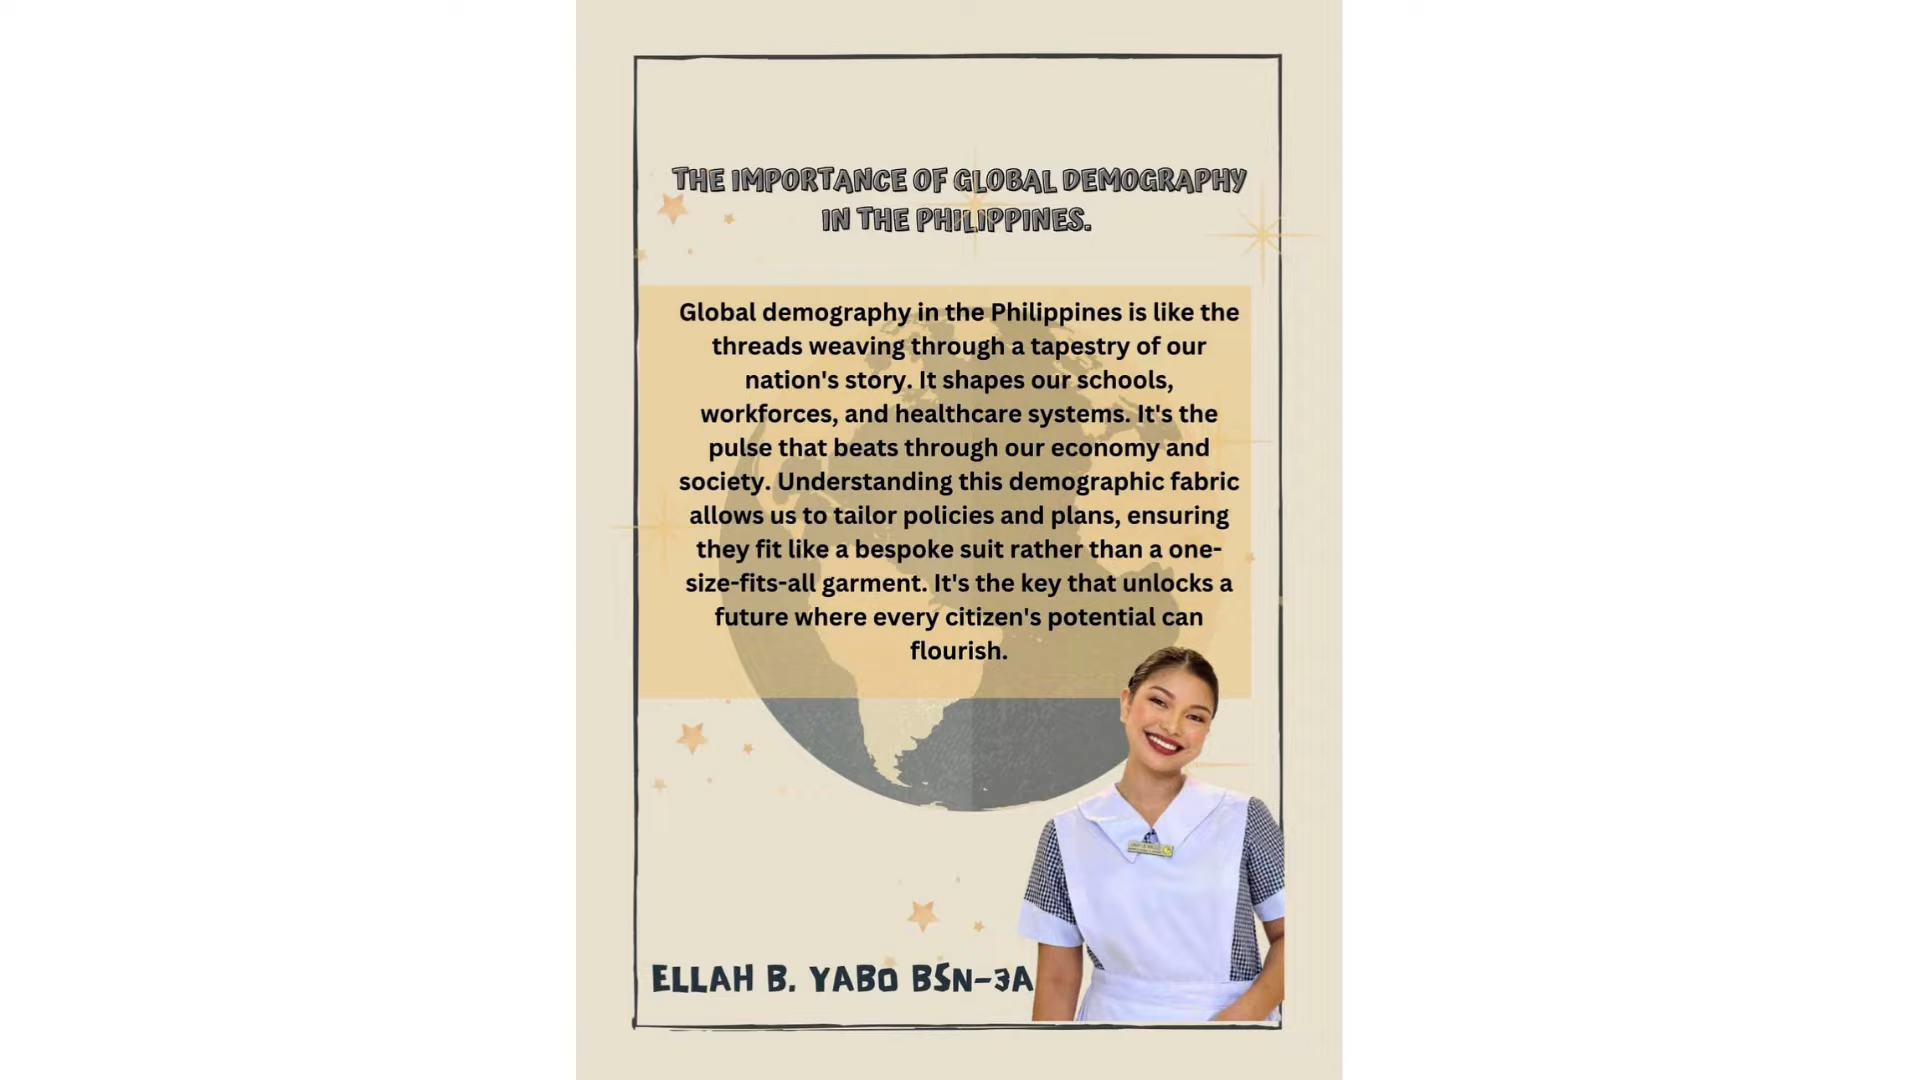 THE IMPORTANCE OF GLOBAL DEMOGRAPHY
IN THE PHILIPPINES.
Global demography in the Philippines is like the
threads weaving through a tapestry of our
nation's story. It shapes our schools,
workforces, and healthcare systems. It's the
pulse that beats through our economy and
society. Understanding this demographic fabric
allows us to tailor policies and plans, ensuring
they fit like a bespoke suit rather than a one-
size-fits-all garment. It's the key that unlocks a
future where every citizen's potential can
flourish.
ELLAH B. YABO BSN-3A